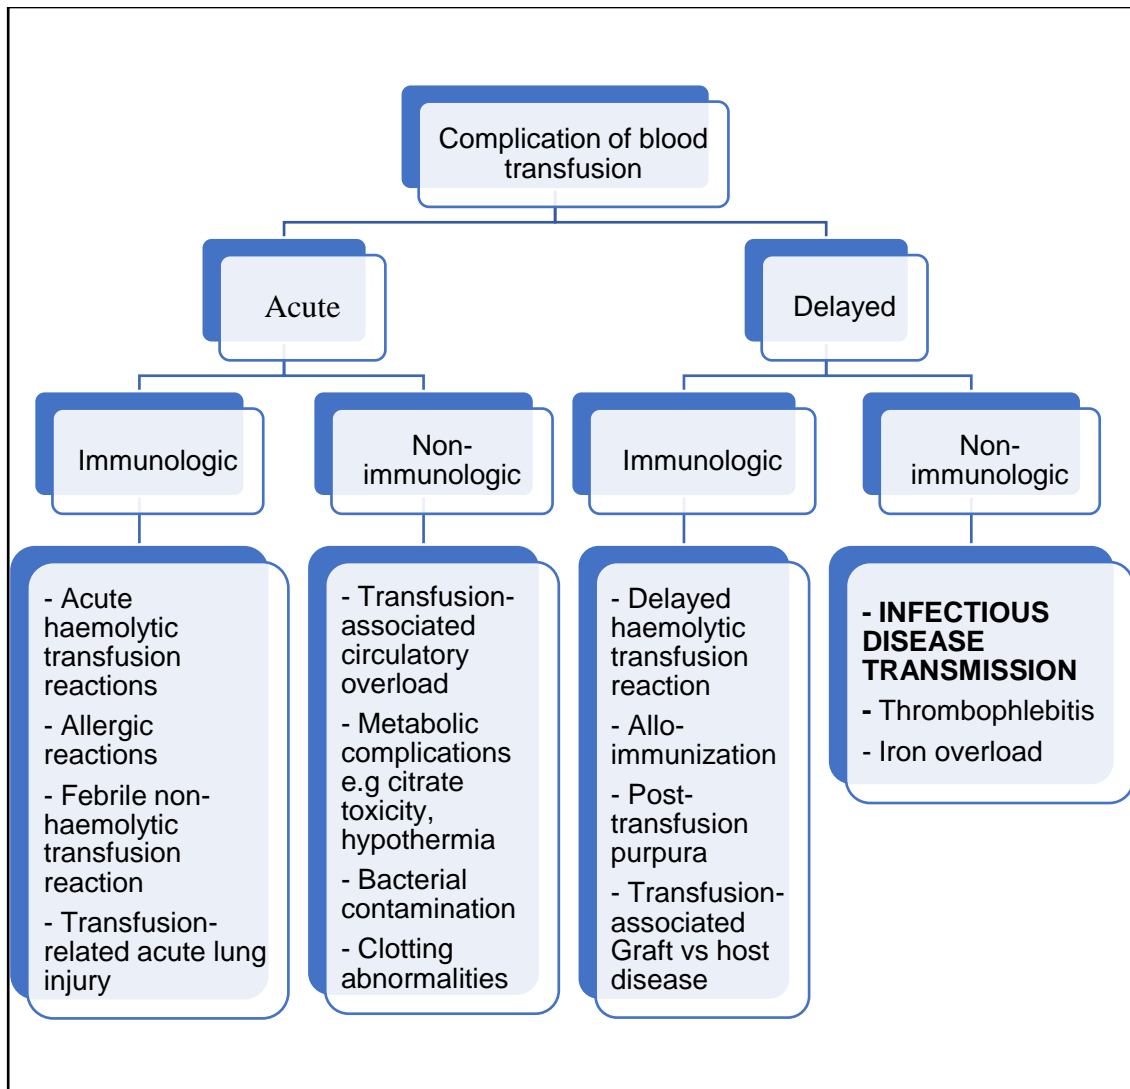 Complication of blood
transfusion
Acute
Delayed
Immunologic
Non-
immunologic
Immunologic
Non-
immunologic
- Acute
haemolytic
transfusion
reactions
- Allergic
reactions
- Febrile non-
haemolytic
transfusion
reaction
- Transfusion-
related acute lung
injury
- Transfusion-
associated
circulatory
overload
- Metabolic
complications
e.g citrate
toxicity,
hypothermia
- Bacterial
contamination
- Clotting
abnormalities
- Delayed
haemolytic
transfusion
reaction
- Allo-
immunization
- Post-
transfusion
purpura
- Transfusion-
associated
Graft vs host
disease
- INFECTIOUS
DISEASE
TRANSMISSION
- Thrombophlebitis
- Iron overload